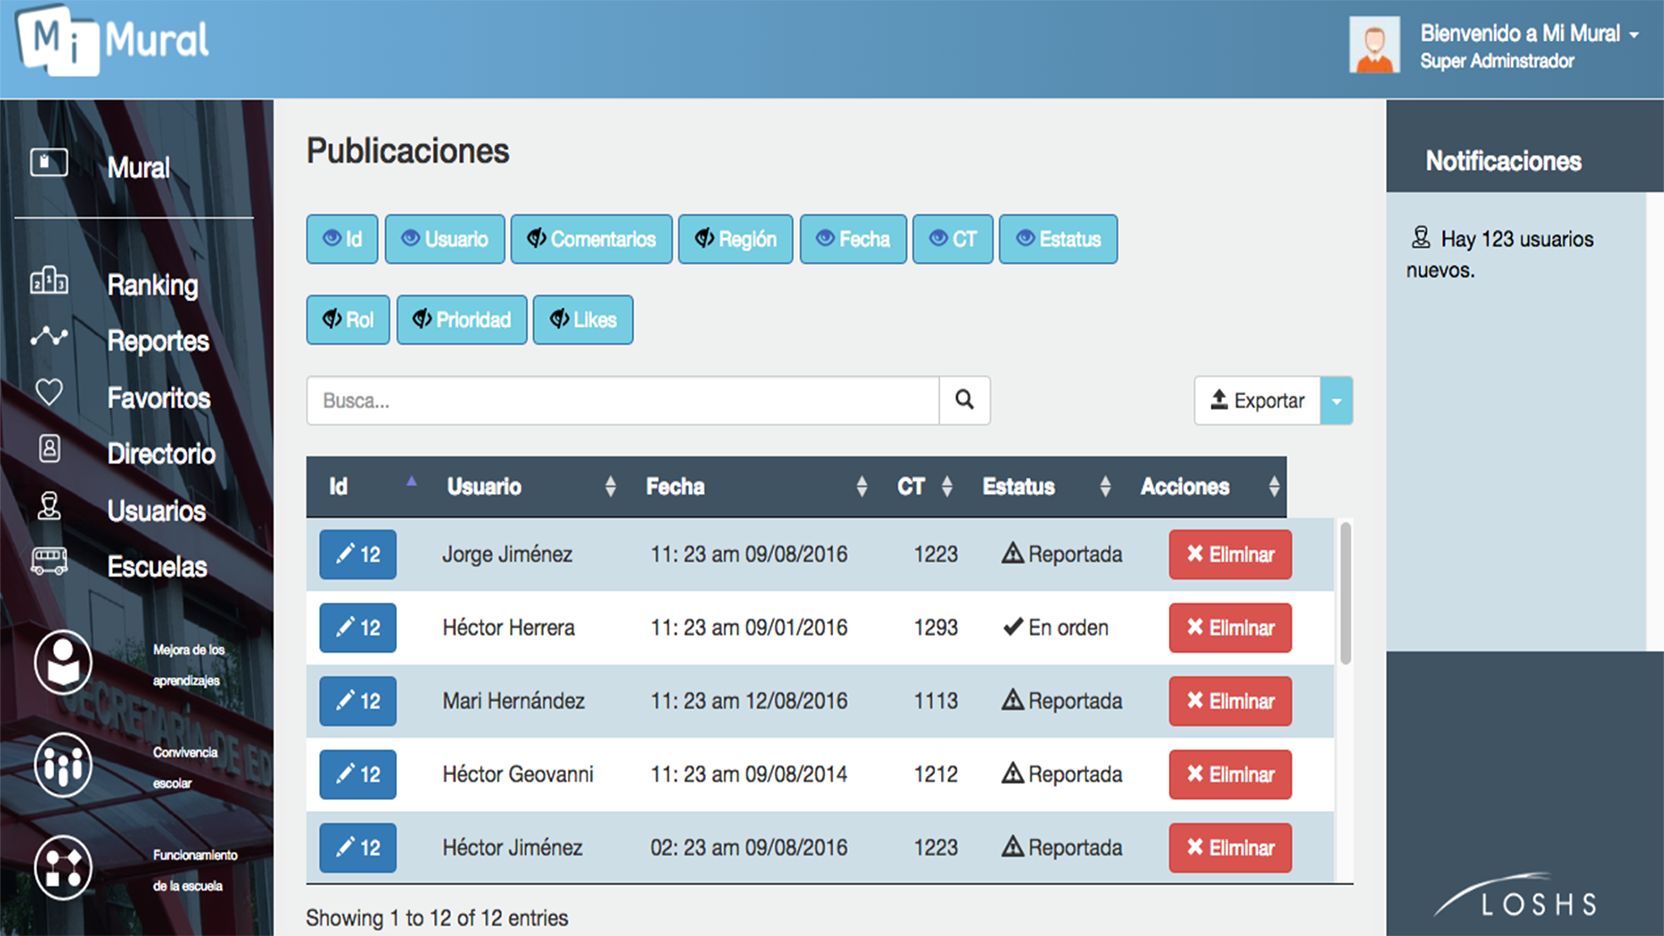 Mi Mural
Bienvenido a Mi Mural
Super Adminstrador
Mural
Ranking
Reportes
Favoritos
Directorio
Usuarios
Escuelas
Mejora de los
aprendizajes
Convivencia
escolar
Funcionamiento
de la escuela
SECRETARÍA DE ED
Publicaciones
Id Usuario Comentarios Región Fecha CT Estatus
Rol Prioridad Likes
Busca...
Exportar
Id Usuario Fecha CT Estatus Acciones
12 Jorge Jiménez 11: 23 am 09/08/2016 1223 Reportada Eliminar
12 Héctor Herrera 11: 23 am 09/01/2016 1293 En orden Eliminar
12 Mari Hernández 11: 23 am 12/08/2016 1113 Reportada Eliminar
12 Héctor Geovanni 11: 23 am 09/08/2014 1212 Reportada Eliminar
12 Héctor Jiménez 02: 23 am 09/08/2016 1223 Reportada Eliminar
Showing 1 to 12 of 12 entries
Notificaciones
Hay 123 usuarios
nuevos.
LOSHS